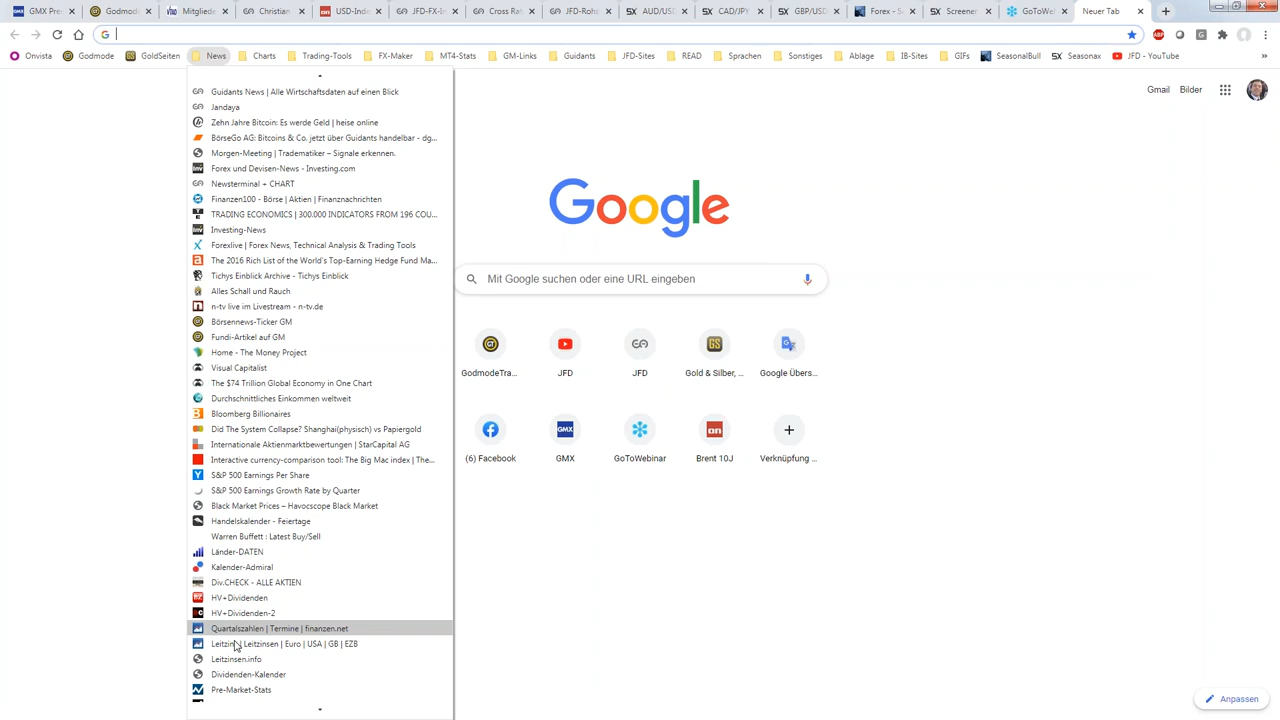 GMX Pre
Godmod
Mitgliede
Christian
USD-Inde
JFD-FX-In
Cross Rat
JFD-Roh
AUD/US
CAD/JPY
GBP/USD
Forex - S
Screener
GoToWe
Neuer Tab
Onvista
Godmode
GoldSeiten
News
Charts
Trading-Tools
FX-Maker
MT4-Stats
GM-Links
Guidants
JFD-Sites
READ
Sprachen
Sonstiges
Ablage
IB-Sites
GIFs
SeasonalBull
Seasonax
JFD - YouTube
Gmail
Bilder
Guidants News | Alle Wirtschaftsdaten auf einen Blick
Jandaya
Zehn Jahre Bitcoin: Es werde Geld | heise online
BörseGo AG: Bitcoins & Co. jetzt über Guidants handelbar - dg...
Morgen-Meeting | Tradematiker – Signale erkennen.
Forex und Devisen-News - Investing.com
Newsterminal + CHART
Finanzen100 - Börse | Aktien | Finanznachrichten
TRADING ECONOMICS | 300.000 INDICATORS FROM 196 COU...
Investing-News
Forexlive | Forex News, Technical Analysis & Trading Tools
The 2016 Rich List of the World's Top-Earning Hedge Fund Ma...
Tichys Einblick Archive - Tichys Einblick
Alles Schall und Rauch
n-tv live im Livestream - n-tv.de
Börsennews-Ticker GM
Fundi-Artikel auf GM
Home - The Money Project
Visual Capitalist
The $74 Trillion Global Economy in One Chart
Durchschnittliches Einkommen weltweit
Bloomberg Billionaires
Did The System Collapse? Shanghai(physisch) vs Papiergold
Internationale Aktienmarktbewertungen | StarCapital AG
Interactive currency-comparison tool: The Big Mac index | The...
S&P 500 Earnings Per Share
S&P 500 Earnings Growth Rate by Quarter
Black Market Prices – Havocscope Black Market
Handelskalender - Feiertage
Warren Buffett : Latest Buy/Sell
Länder-DATEN
Kalender-Admiral
Div.CHECK - ALLE AKTIEN
HV+Dividenden
HV+Dividenden-2
Quartalszahlen | Termine | finanzen.net
Leitzins | Leitzinsen | Euro | USA | GB | EZB
Leitzinsen.info
Dividenden-Kalender
Pre-Market-Stats
Google
Mit Google suchen oder eine URL eingeben
GodmodeTra...
JFD
JFD
Gold & Silber, ...
Google Übers...
(6) Facebook
GMX
GoToWebinar
Brent 10J
Verknüpfung ...
Anpassen